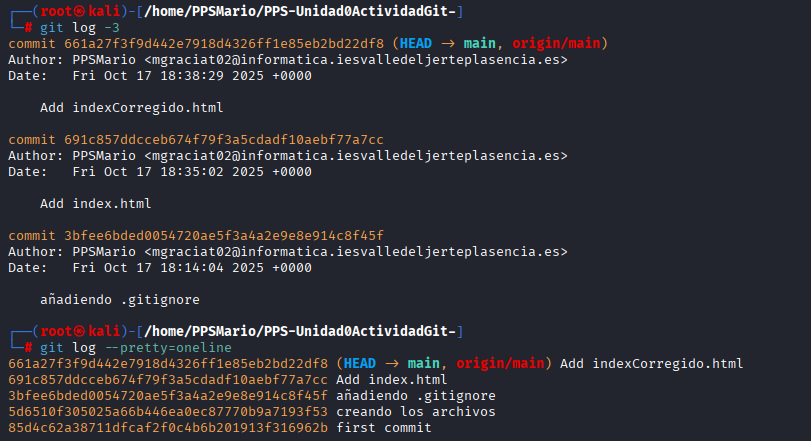 ┌──(root㉿kali)-[/home/PPSMario/PPS-Unidad0ActividadGit-]
└─# git log -3
commit 661a27f3f9d442e7918d4326ff1e85eb2bd22df8 (HEAD → main, origin/main)
Author: PPSMario <mgraciat02@informatica.iesvalledeljerteplasencia.es>
Date:   Fri Oct 17 18:38:29 2025 +0000
    Add indexCorregido.html
commit 691c857ddcceb674f79f3a5cdadf10aebf77a7cc
Author: PPSMario <mgraciat02@informatica.iesvalledeljerteplasencia.es>
Date:   Fri Oct 17 18:35:02 2025 +0000
    Add index.html
commit 3bfee6bded0054720ae5f3a4a2e9e8e914c8f45f
Author: PPSMario <mgraciat02@informatica.iesvalledeljerteplasencia.es>
Date:   Fri Oct 17 18:14:04 2025 +0000
    añadiendo .gitignore
┌──(root㉿kali)-[/home/PPSMario/PPS-Unidad0ActividadGit-]
└─# git log --pretty=oneline
661a27f3f9d442e7918d4326ff1e85eb2bd22df8 (HEAD → main, origin/main) Add indexCorregido.html
691c857ddcceb674f79f3a5cdadf10aebf77a7cc Add index.html
3bfee6bded0054720ae5f3a4a2e9e8e914c8f45f añadiendo .gitignore
5d6510f305025a66b446ea0ec87770b9a7193f53 creando los archivos
85d4c62a38711dfcaf2f0c4b6b201913f316962b first commit